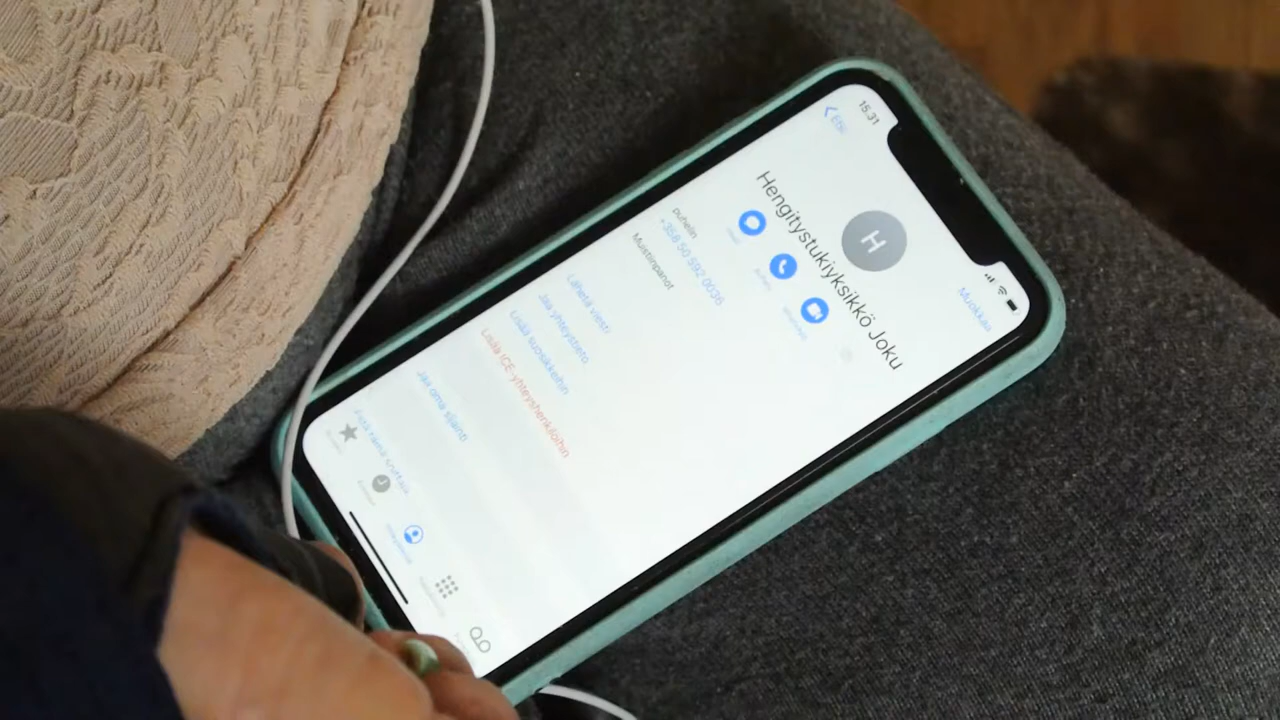 15.31
Muokkaa
H
Hengitystukiyksikkö Joku
puhelin
+358 50 592 0036
Muistiinpanot
Lähetä viesti
Jaa yhteystieto
Lisää suosikkeihin
Lisää ICE-yhteyshenkilöihin
Jaa oma sijainti